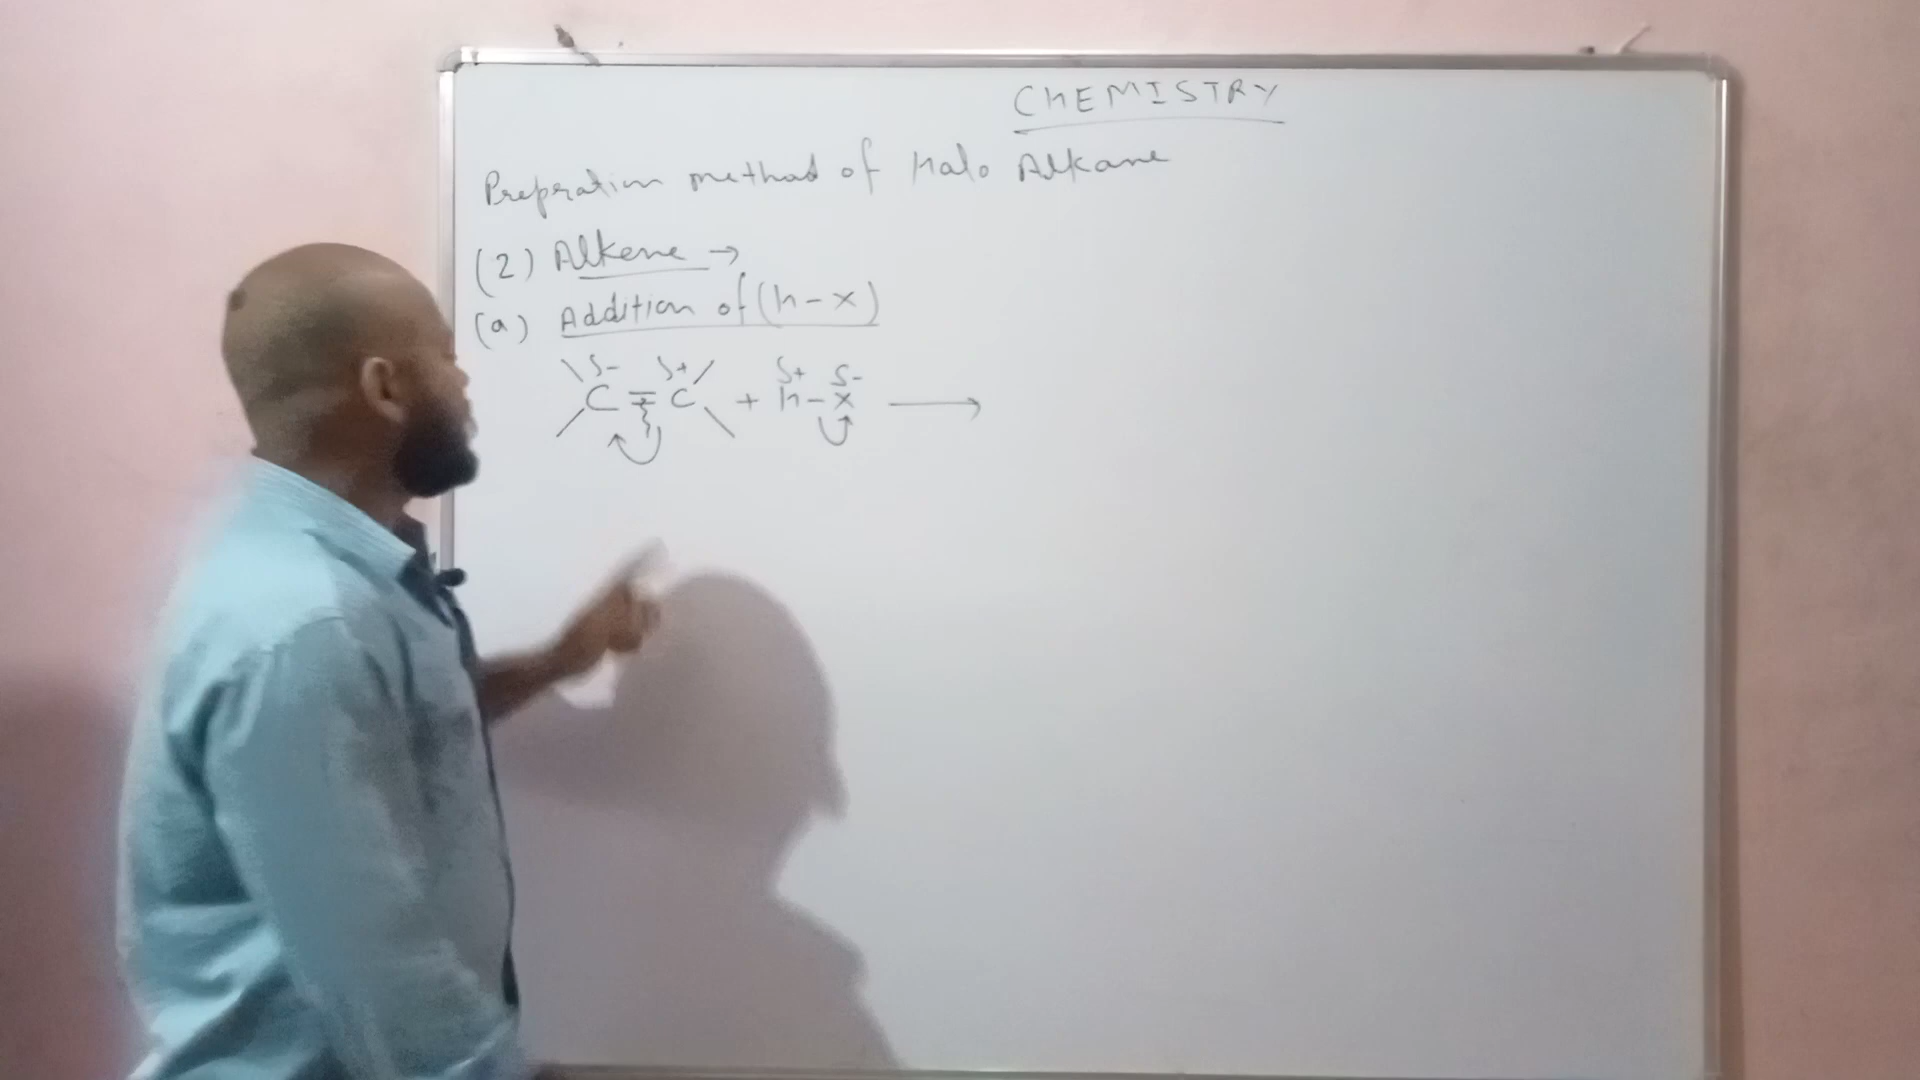 CHEMISTRY
Prepration method of Halo Alkane
(2) Alkene →
(a) Addition of (H-X)
δ- δ+ δ+ δ-
C = C + H-X →